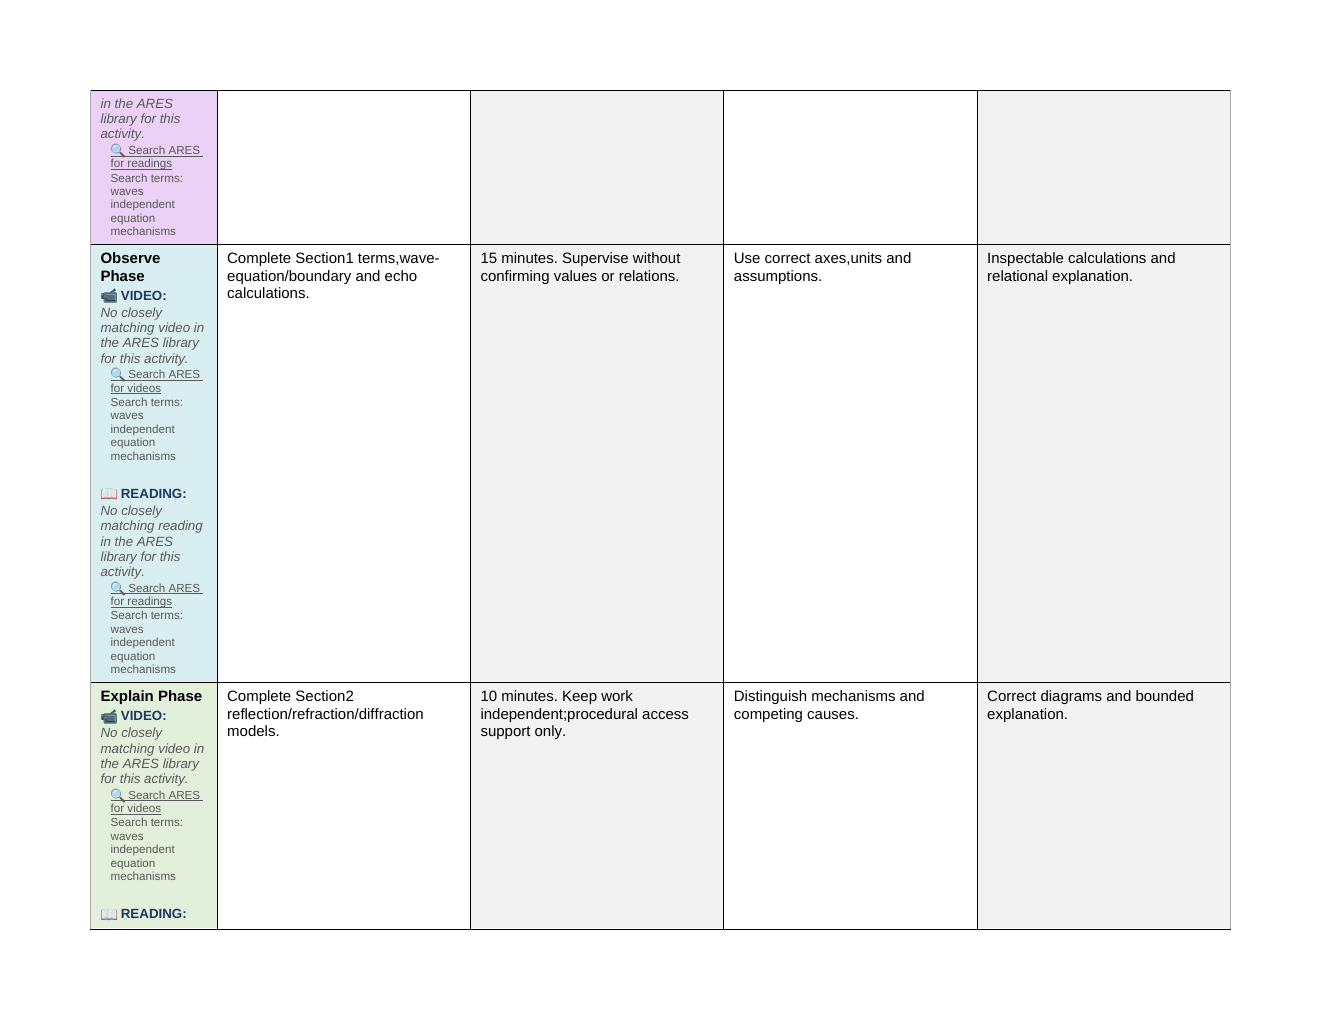 in the ARES
library for this
activity.
🔍 Search ARES
for readings
Search terms:
waves
independent
equation
mechanisms
Observe
Phase
📹 VIDEO:
No closely
matching video in
the ARES library
for this activity.
🔍 Search ARES
for videos
Search terms:
waves
independent
equation
mechanisms
📖 READING:
No closely
matching reading
in the ARES
library for this
activity.
🔍 Search ARES
for readings
Search terms:
waves
independent
equation
mechanisms
Complete Section1 terms,wave-
equation/boundary and echo
calculations.
15 minutes. Supervise without
confirming values or relations.
Use correct axes,units and
assumptions.
Inspectable calculations and
relational explanation.
Explain Phase
📹 VIDEO:
No closely
matching video in
the ARES library
for this activity.
🔍 Search ARES
for videos
Search terms:
waves
independent
equation
mechanisms
📖 READING:
Complete Section2
reflection/refraction/diffraction
models.
10 minutes. Keep work
independent;procedural access
support only.
Distinguish mechanisms and
competing causes.
Correct diagrams and bounded
explanation.